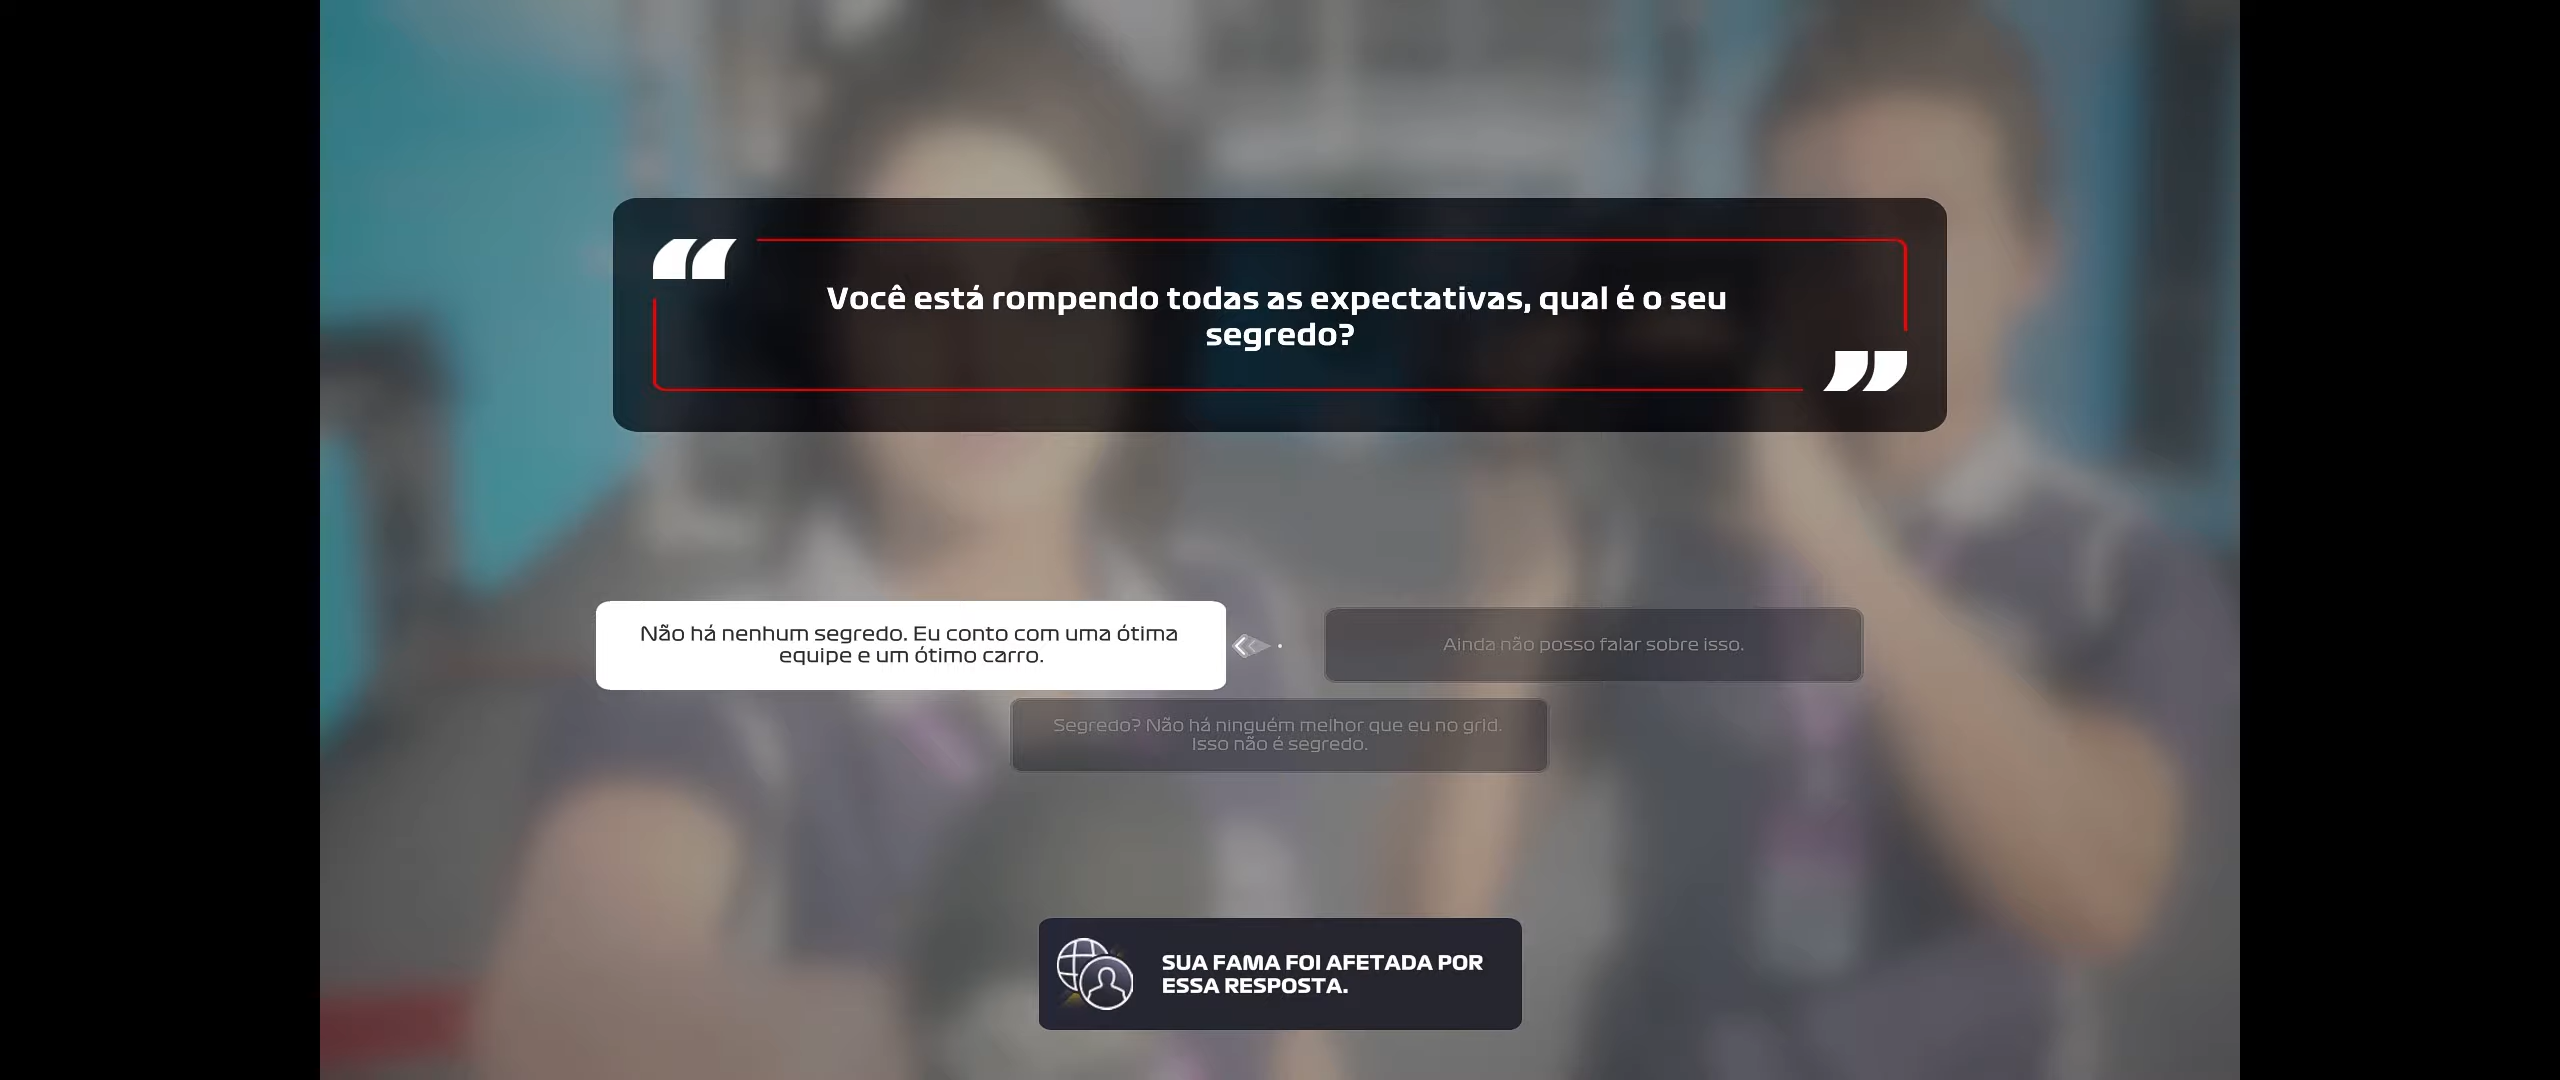 Você está rompendo todas as expectativas, qual é o seu
segredo?
Não há nenhum segredo. Eu conto com uma ótima
equipe e um ótimo carro.
Ainda não posso falar sobre isso.
Segredo? Não há ninguém melhor que eu no grid.
Isso não é segredo.
SUA FAMA FOI AFETADA POR
ESSA RESPOSTA.